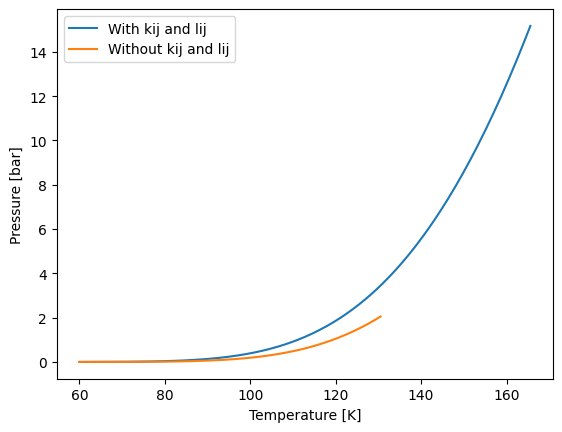 With kij and lij
Without kij and lij
Pressure [bar]
14
12
10
8
6
4
2
0
60 80 100 120 140 160
Temperature [K]